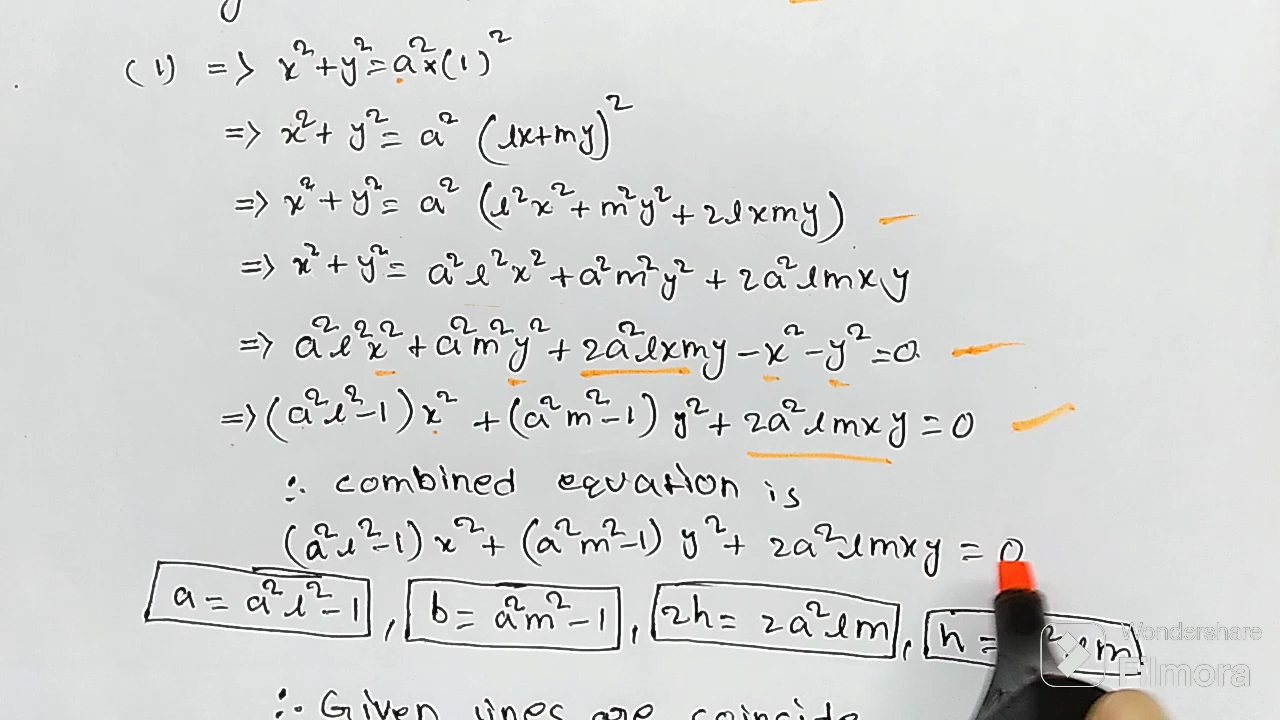 (1) => x²+y²=a²×(1)²
=> x²+y²= a² (lx+my)²
=> x²+y²= a² (l²x²+m²y²+2lxmy)
=> x²+y²= a²l²x²+a²m²y²+2a²lmxy
=> a²l²x²+a²m²y²+2a²lxmy-x²-y²=0
=> (a²l²-1)x²+(a²m²-1)y²+2a²lmxy=0
∴ combined equation is
(a²l²-1)x²+(a²m²-1)y²+2a²lmxy=0
a=a²l²-1, b=a²m²-1, 2h=2a²lm, h=
Wondershare
Filmora
∴ Given lines are coincide